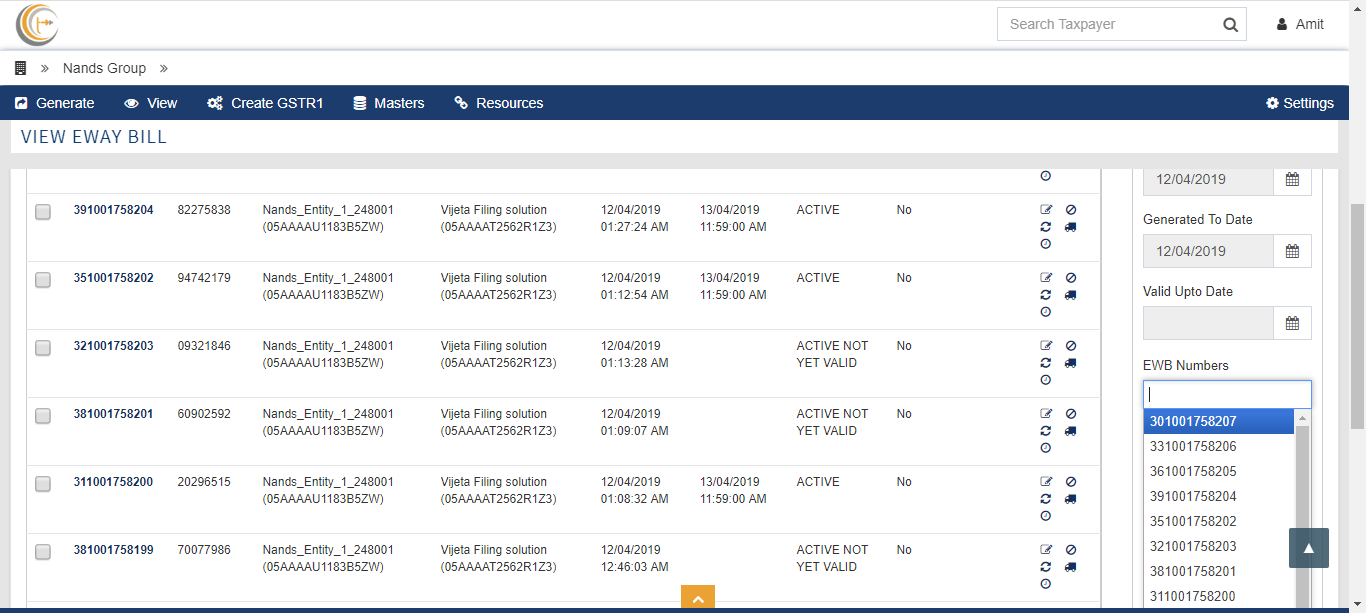 Search Taxpayer
Amit
» Nands Group »
Generate View Create GSTR1 Masters Resources Settings
VIEW EWAY BILL
391001758204 82275838 Nands_Entity_1_248001 Vijeta Filing solution 12/04/2019 13/04/2019 ACTIVE No
(05AAAAU1183B5ZW) (05AAAAT2562R1Z3) 01:27:24 AM 11:59:00 AM
351001758202 94742179 Nands_Entity_1_248001 Vijeta Filing solution 12/04/2019 13/04/2019 ACTIVE No
(05AAAAU1183B5ZW) (05AAAAT2562R1Z3) 01:12:54 AM 11:59:00 AM
321001758203 09321846 Nands_Entity_1_248001 Vijeta Filing solution 12/04/2019 ACTIVE NOT No
(05AAAAU1183B5ZW) (05AAAAT2562R1Z3) 01:13:28 AM YET VALID
381001758201 60902592 Nands_Entity_1_248001 Vijeta Filing solution 12/04/2019 ACTIVE NOT No
(05AAAAU1183B5ZW) (05AAAAT2562R1Z3) 01:09:07 AM YET VALID
311001758200 20296515 Nands_Entity_1_248001 Vijeta Filing solution 12/04/2019 13/04/2019 ACTIVE No
(05AAAAU1183B5ZW) (05AAAAT2562R1Z3) 01:08:32 AM 11:59:00 AM
381001758199 70077986 Nands_Entity_1_248001 Vijeta Filing solution 12/04/2019 ACTIVE NOT No
(05AAAAU1183B5ZW) (05AAAAT2562R1Z3) 12:46:03 AM YET VALID
12/04/2019
Generated To Date
12/04/2019
Valid Upto Date
EWB Numbers
301001758207
331001758206
361001758205
391001758204
351001758202
321001758203
381001758201
311001758200